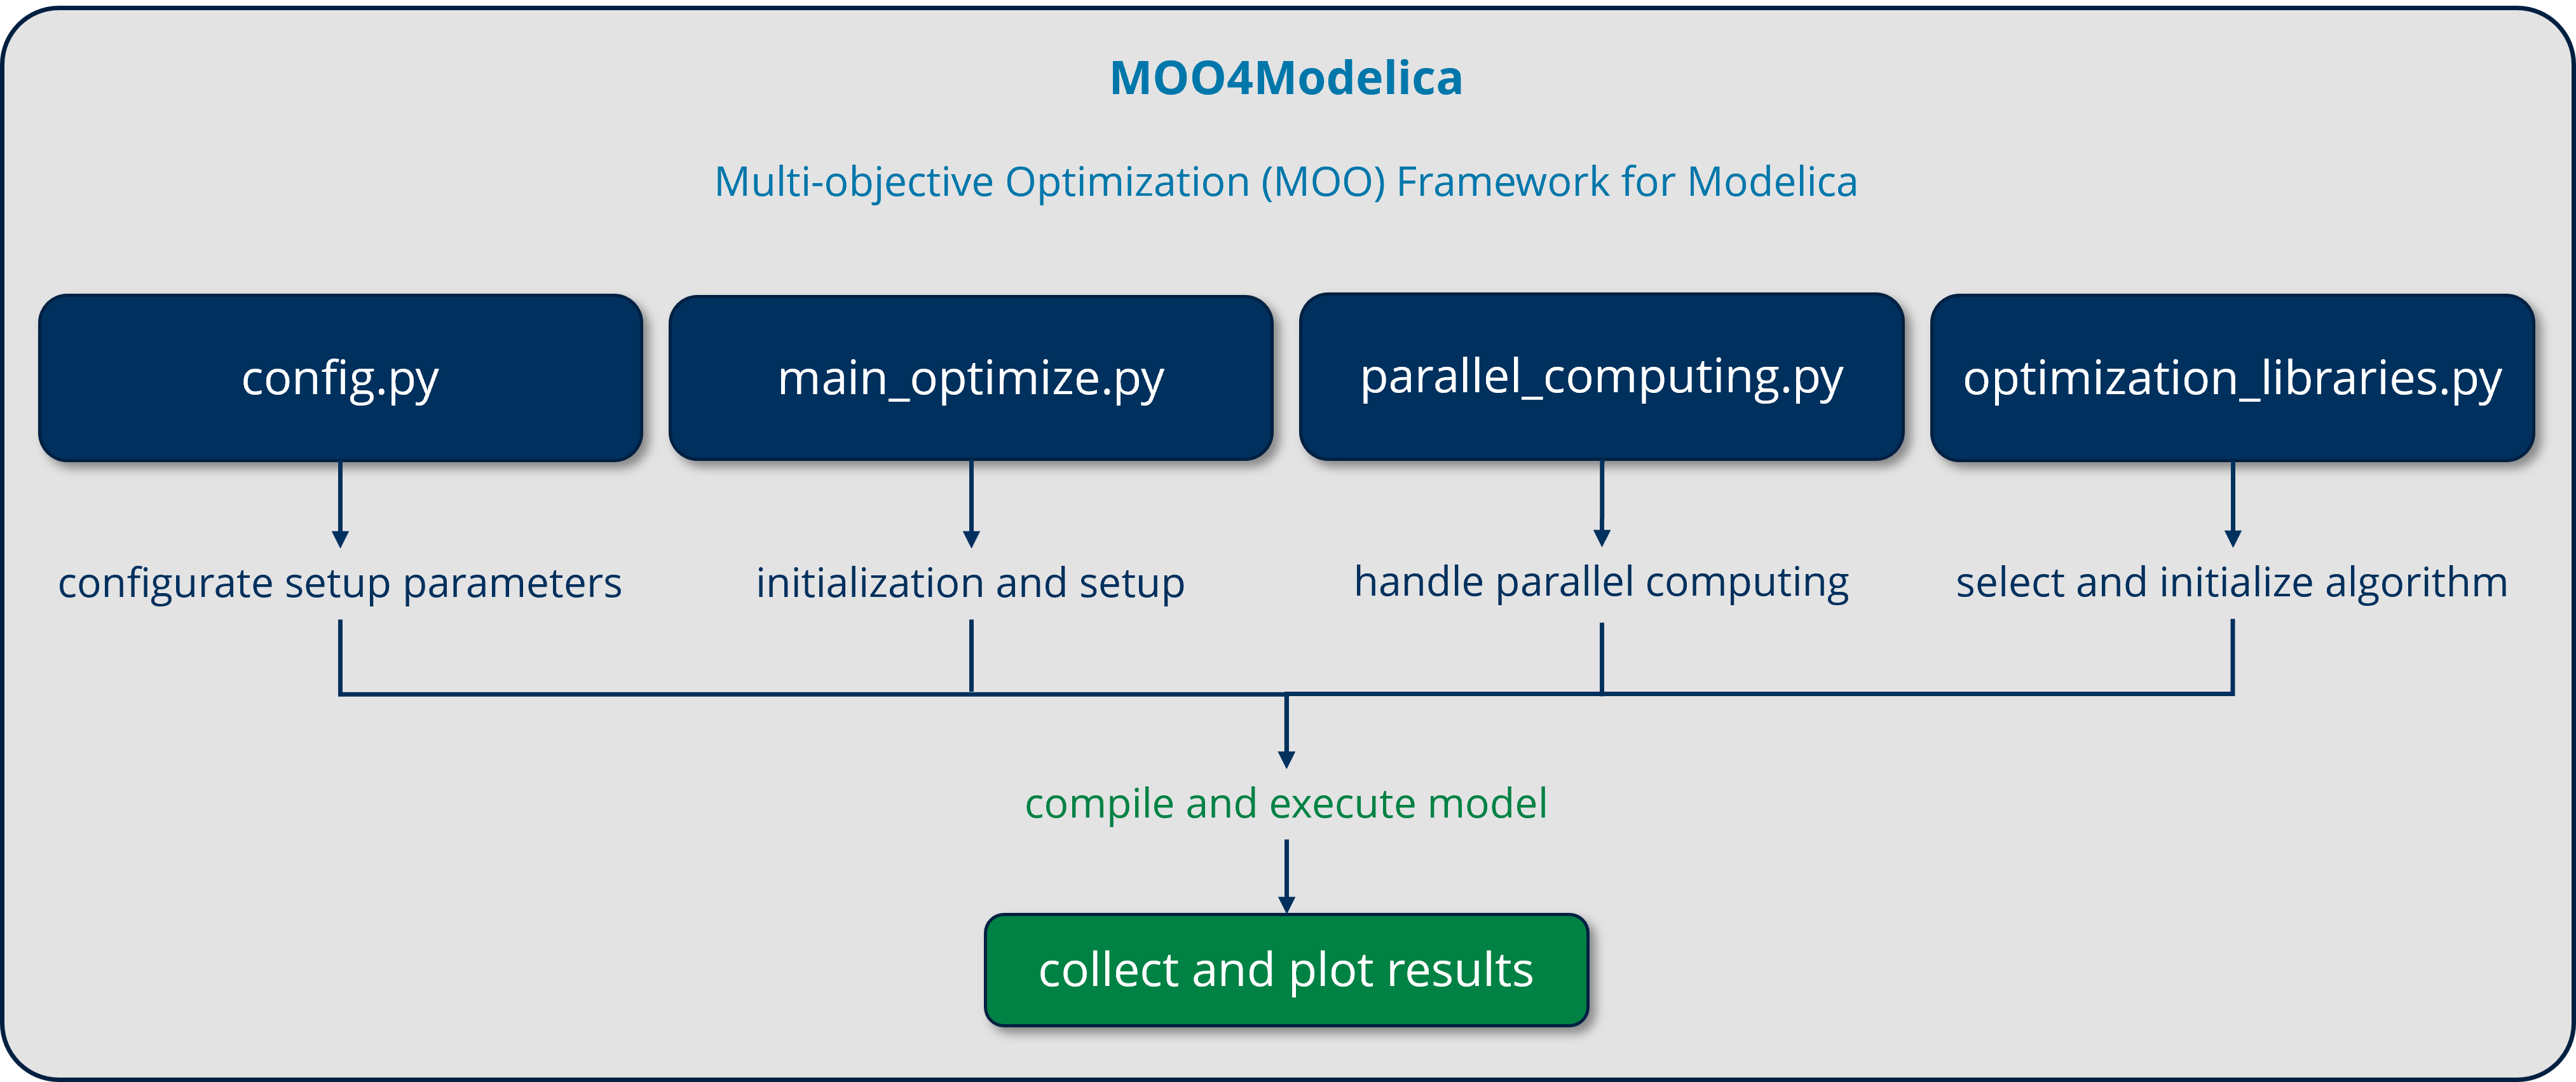 MOO4Modelica
Multi-objective Optimization (MOO) Framework for Modelica
config.py
main_optimize.py
parallel_computing.py
optimization_libraries.py
configurate setup parameters
initialization and setup
handle parallel computing
select and initialize algorithm
compile and execute model
collect and plot results